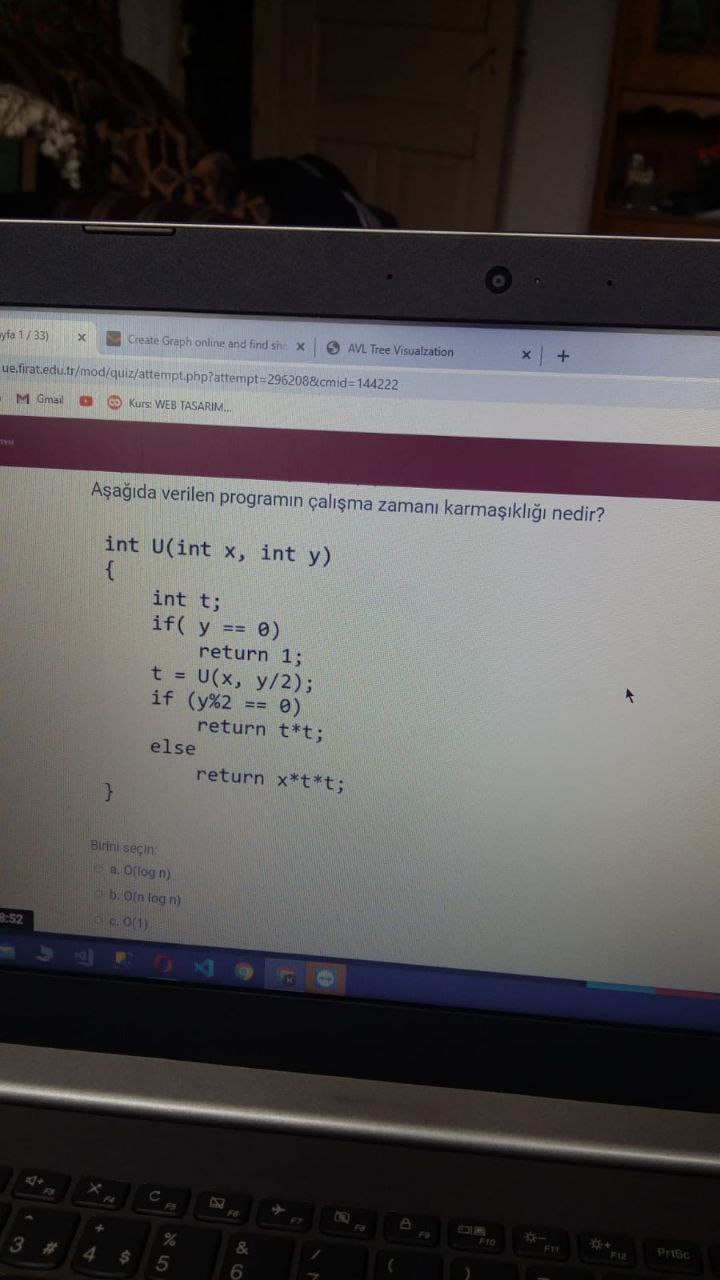 yfa 1 / 33)
Create Graph online and find sh
AVL Tree Visualzation
ue.firat.edu.tr/mod/quiz/attempt.php?attempt=296208&cmid=144222
Gmail
Kurs: WEB TASARIM...
Aşağıda verilen programın çalışma zamanı karmaşıklığı nedir?
int U(int x, int y)
{
int t;
if( y == 0)
return 1;
t = U(x, y/2);
if (y%2 == 0)
return t*t;
else
return x*t*t;
}
Birini seçin:
a. O(log n)
b. O(n log n)
c. O(1)
8:52
F3
F4
F5
F6
F7
F8
F9
F10
F11
F12
PrtSc
^
3 #
+
4 $
%
5
&
6
/
7
(
)